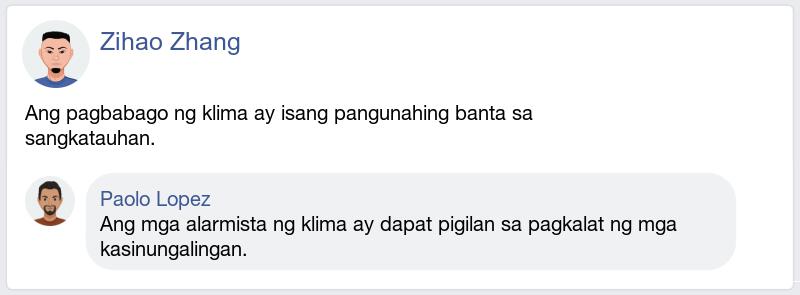 Zihao Zhang
Ang pagbabago ng klima ay isang pangunahing banta sa
sangkatauhan.
Paolo Lopez
Ang mga alarmista ng klima ay dapat pigilan sa pagkalat ng mga
kasinungalingan.